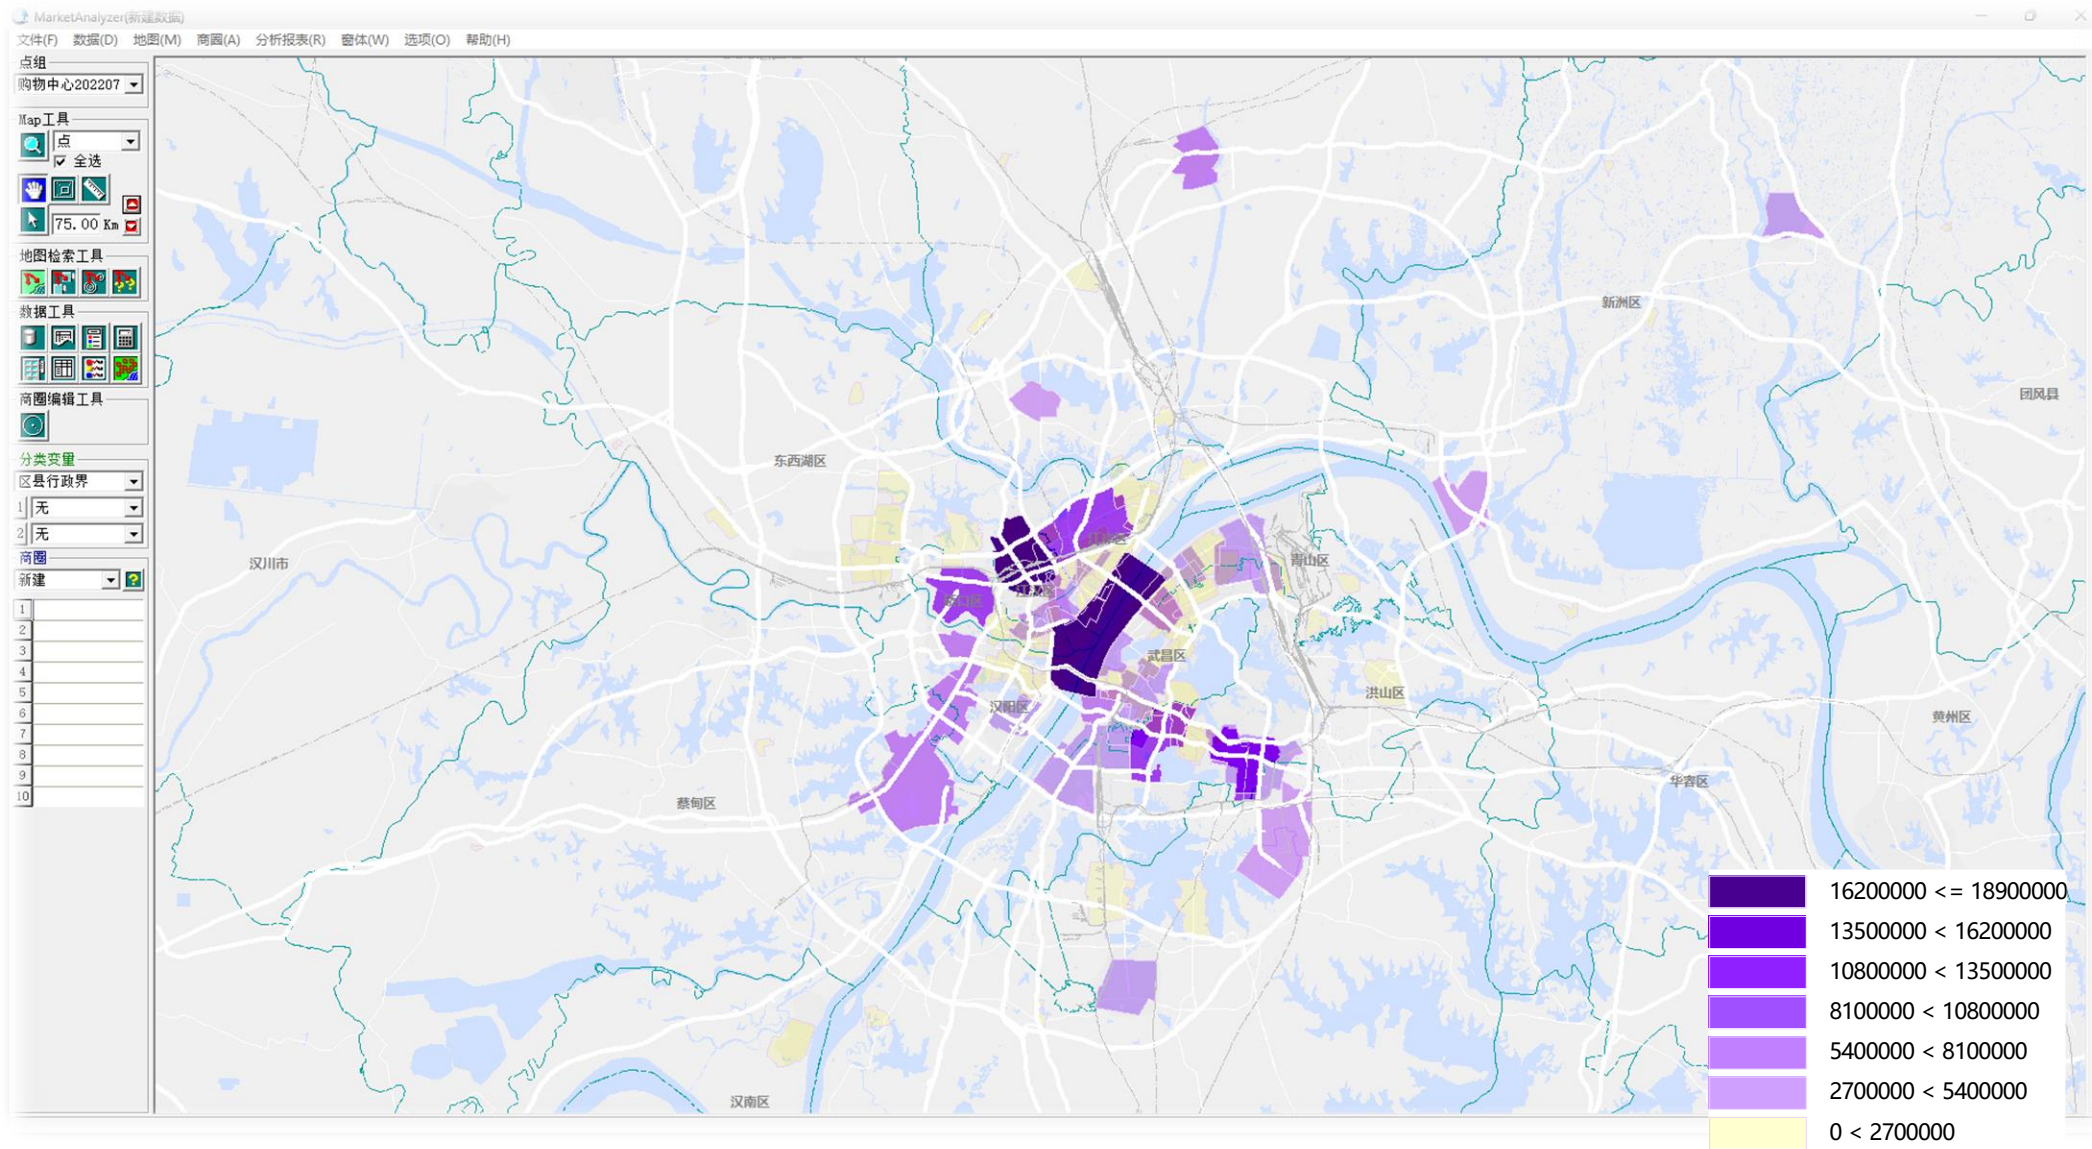 MarketAnalyzer(新建数据)
文件(F) 数据(D) 地图(M) 商圈(A) 分析报表(R) 窗体(W) 选项(O) 帮助(H)
点组
购物中心202207
Map工具
点
全选
75.00 Km
地图检索工具
数据工具
商圈编辑工具
分类变量
区县行政界
1 无
2 无
商圈
新建
1
2
3
4
5
6
7
8
9
10
新洲区
团风县
东西湖区
汉川市
青山区
武昌区
洪山区
汉阳区
黄州区
华容区
蔡甸区
汉南区
16200000 <= 18900000
13500000 < 16200000
10800000 < 13500000
8100000 < 10800000
5400000 < 8100000
2700000 < 5400000
0 < 2700000